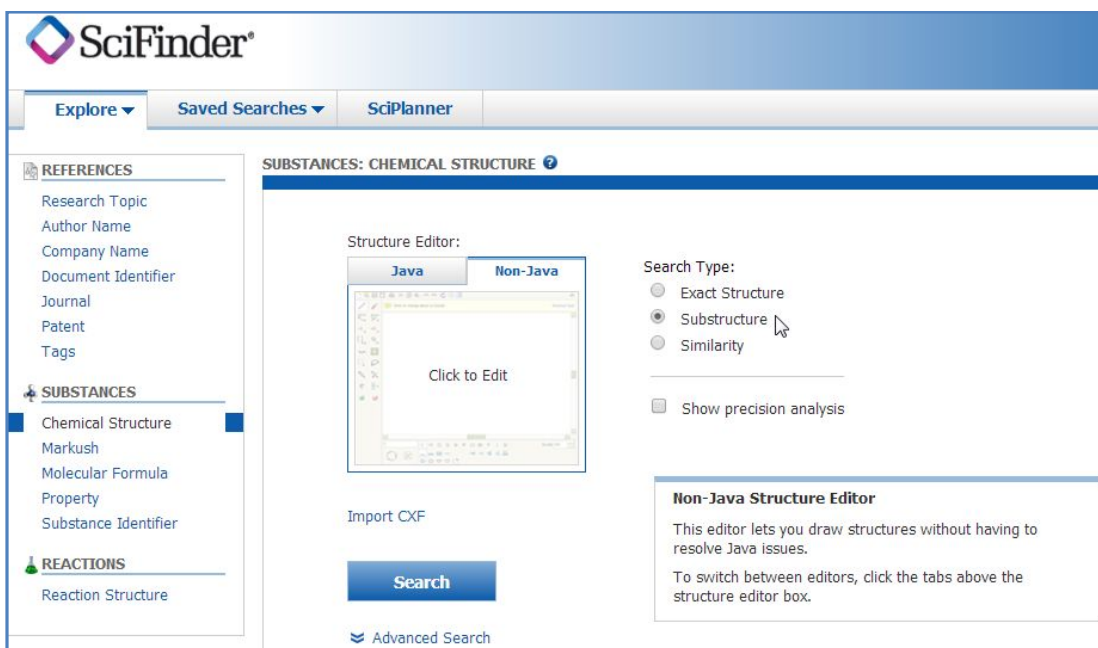 SciFinder®
Explore Saved Searches SciPlanner
REFERENCES
Research Topic
Author Name
Company Name
Document Identifier
Journal
Patent
Tags
SUBSTANCES
Chemical Structure
Markush
Molecular Formula
Property
Substance Identifier
REACTIONS
Reaction Structure
SUBSTANCES: CHEMICAL STRUCTURE ?
Structure Editor:
Java Non-Java
Click to Edit
Import CXF
Search
Advanced Search
Search Type:
Exact Structure
Substructure
Similarity
Show precision analysis
Non-Java Structure Editor
This editor lets you draw structures without having to
resolve Java issues.
To switch between editors, click the tabs above the
structure editor box.